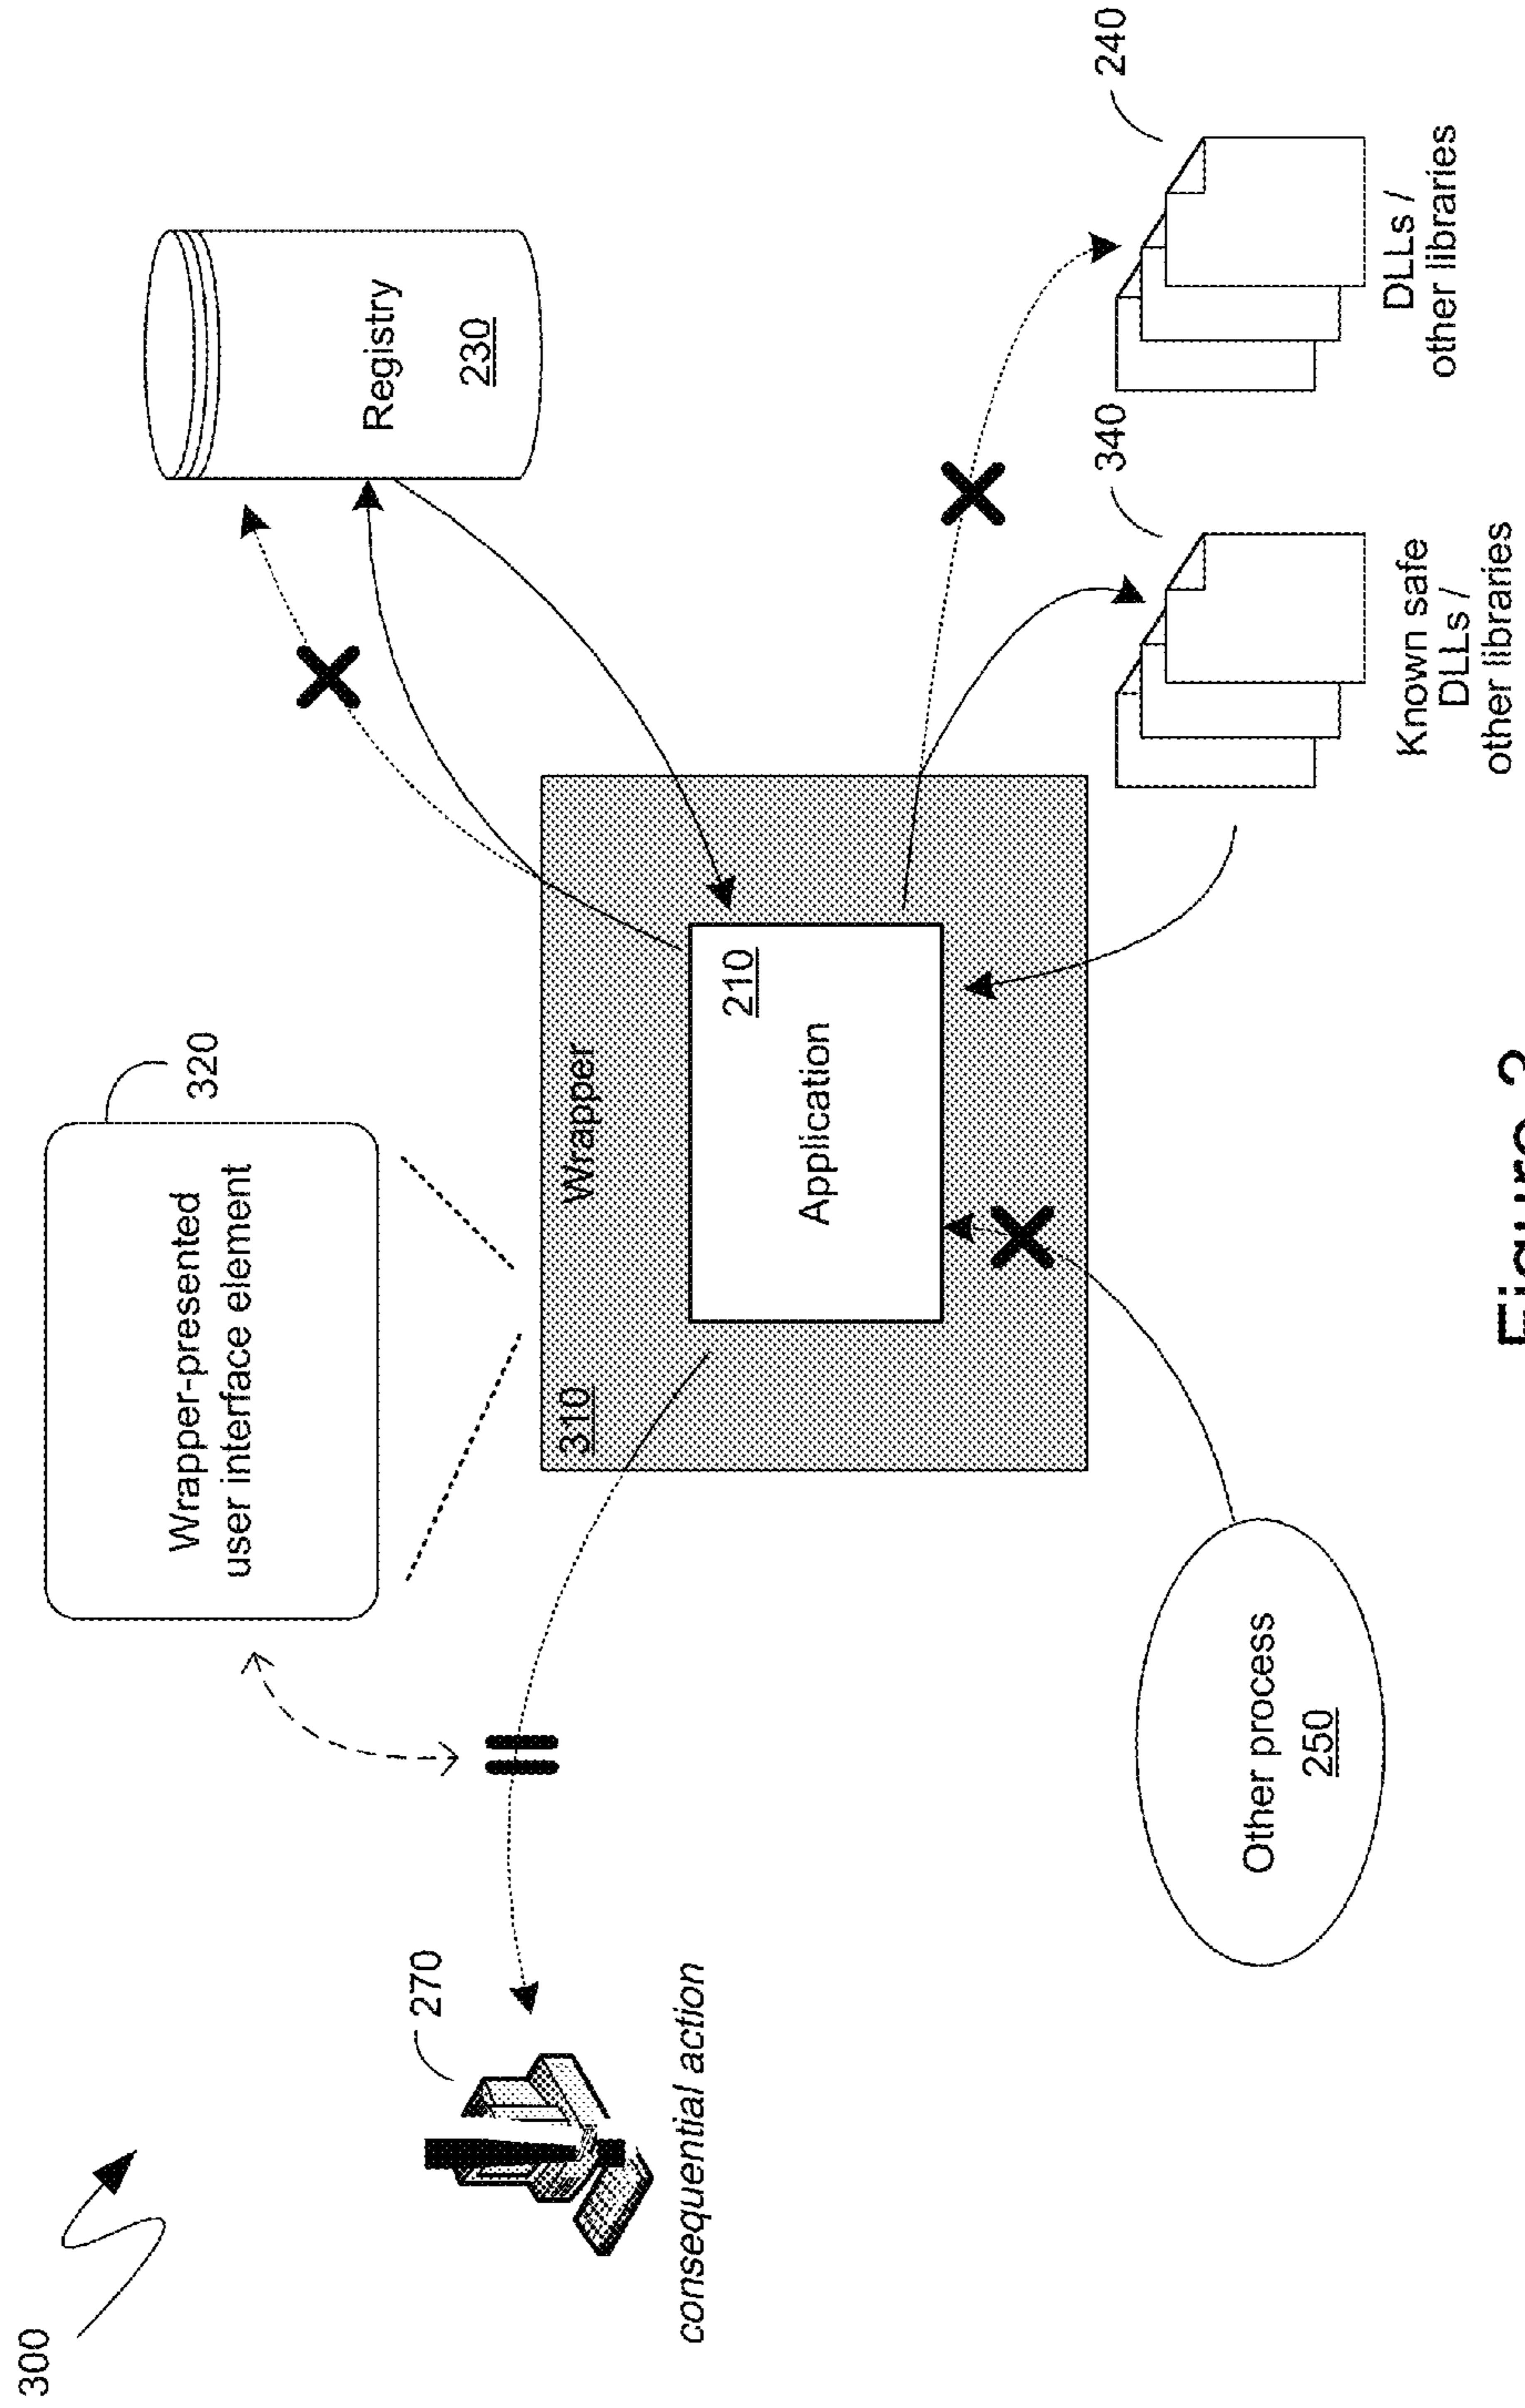 300
Wrapper-presented
user interface element
320
Registry
230
270
consequential action
310
Wrapper
210
Application
340
240
Other process
250
Known safe
DLLs /
other libraries
DLLs /
other libraries
Figure